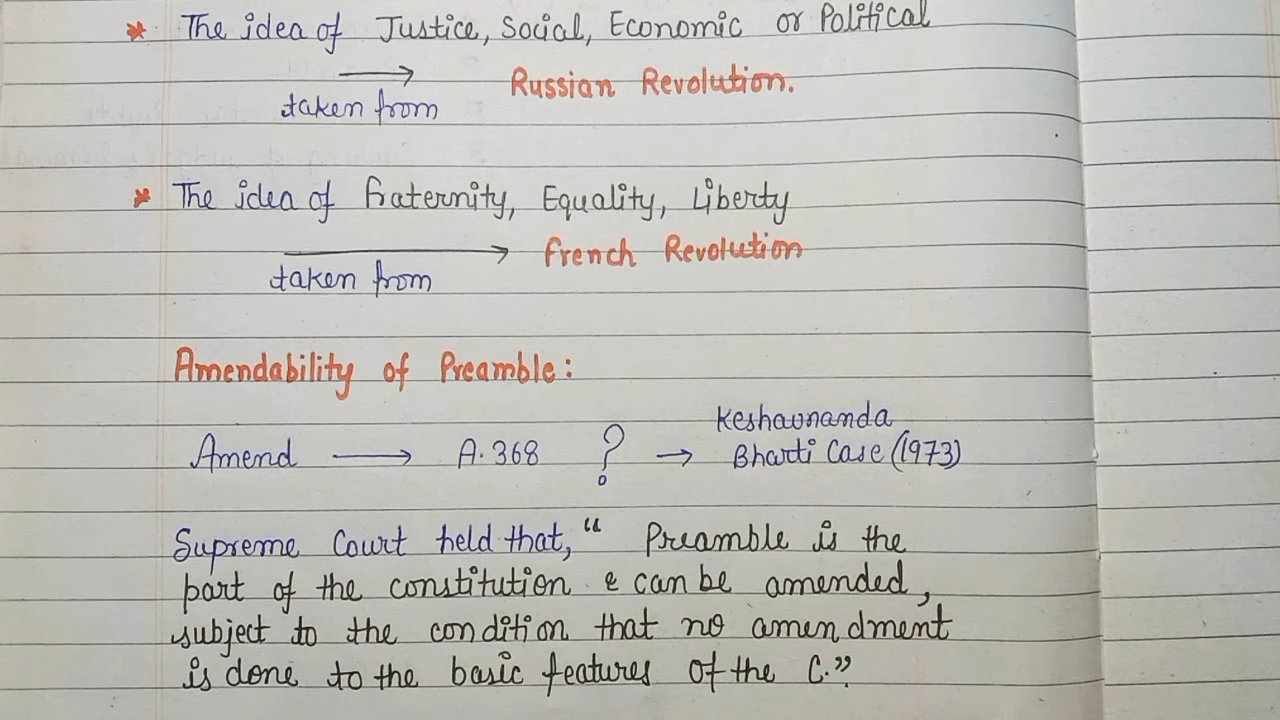 * The idea of Justice, Social, Economic or Political
→ Russian Revolution.
taken from
* The idea of fraternity, Equality, Liberty
→ french Revolution
taken from
Amendability of Preamble:
Keshavnanda
Amend → A.368 ? → Bharti Case (1973)
Supreme Court held that, “ Preamble is the
part of the constitution & can be amended,
subject to the condition that no amendment
is done to the basic features of the C.”